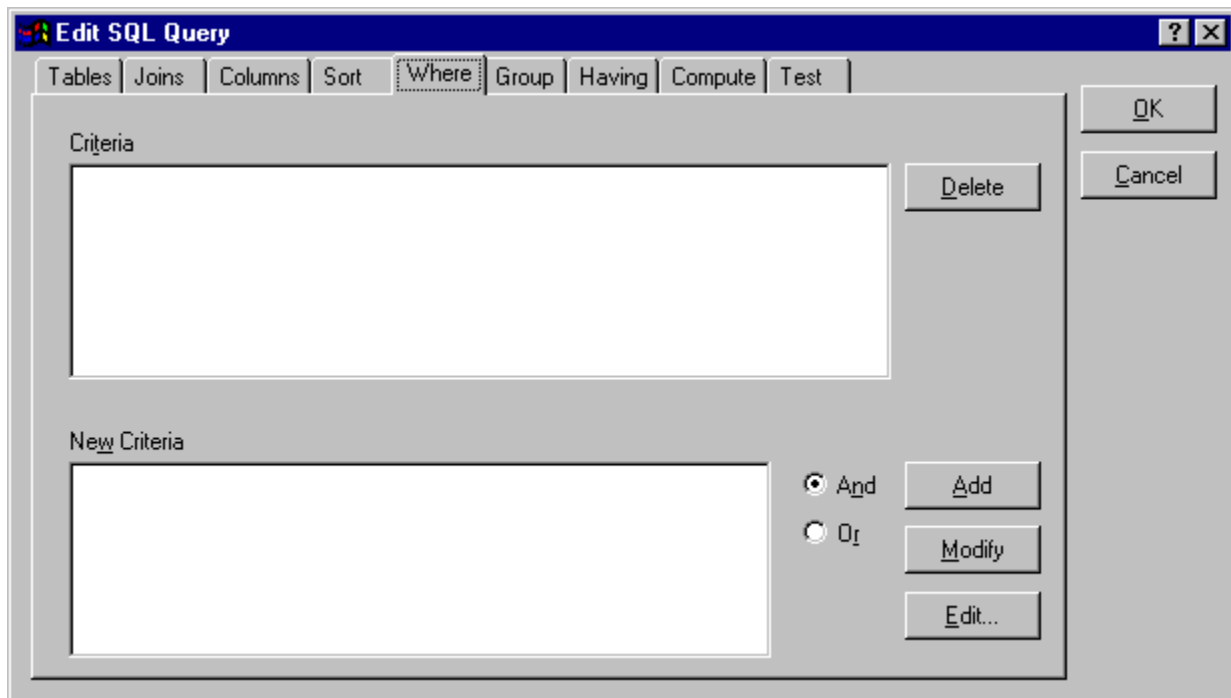 Edit SQL Query
Tables Joins Columns Sort Where Group Having Compute Test
OK
Cancel
Criteria
Delete
New Criteria
And
Or
Add
Modify
Edit...